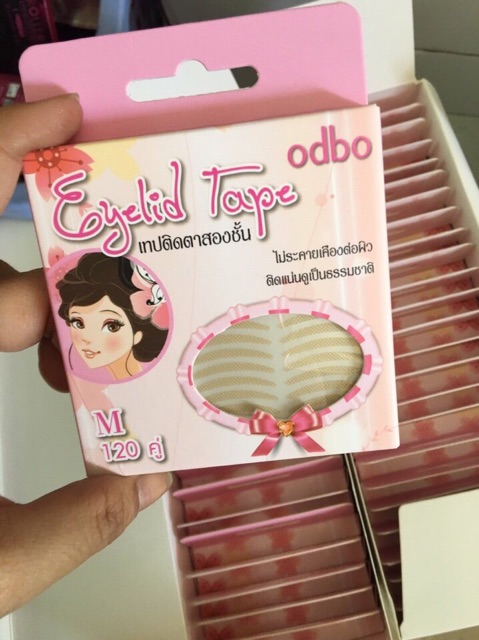 odbo
Eyelid Tape
เทปติดตาสองชั้น
ไม่ระคายเคืองต่อผิว
ติดแน่นดูเป็นธรรมชาติ
M
120 คู่